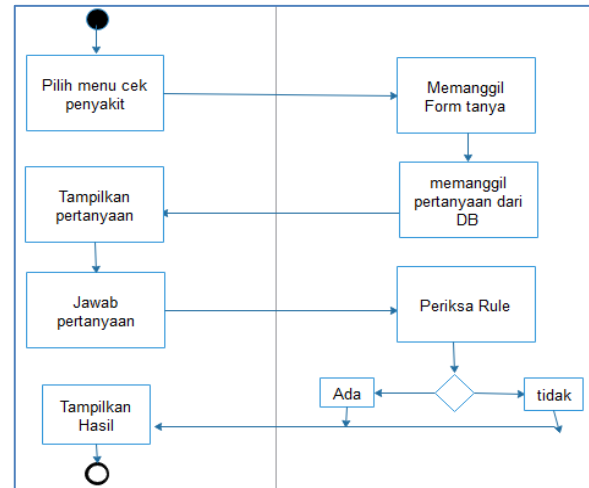 Pilih menu cek
penyakit
Memanggil
Form tanya
memanggil
pertanyaan dari
DB
Tampilkan
pertanyaan
Jawab
pertanyaan
Periksa Rule
Ada
tidak
Tampilkan
Hasil